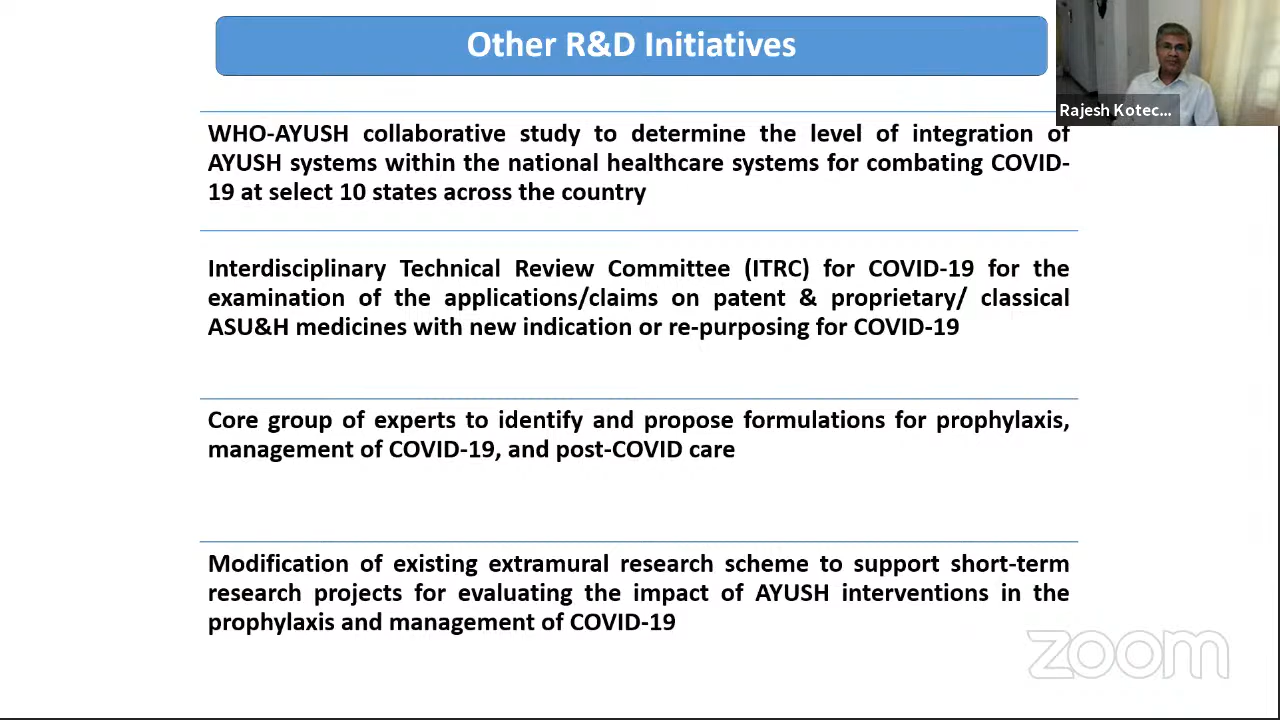 Other R&D Initiatives
Rajesh Kotec...
WHO-AYUSH collaborative study to determine the level of integration of
AYUSH systems within the national healthcare systems for combating COVID-
19 at select 10 states across the country
Interdisciplinary Technical Review Committee (ITRC) for COVID-19 for the
examination of the applications/claims on patent & proprietary/ classical
ASU&H medicines with new indication or re-purposing for COVID-19
Core group of experts to identify and propose formulations for prophylaxis,
management of COVID-19, and post-COVID care
Modification of existing extramural research scheme to support short-term
research projects for evaluating the impact of AYUSH interventions in the
prophylaxis and management of COVID-19
zoom